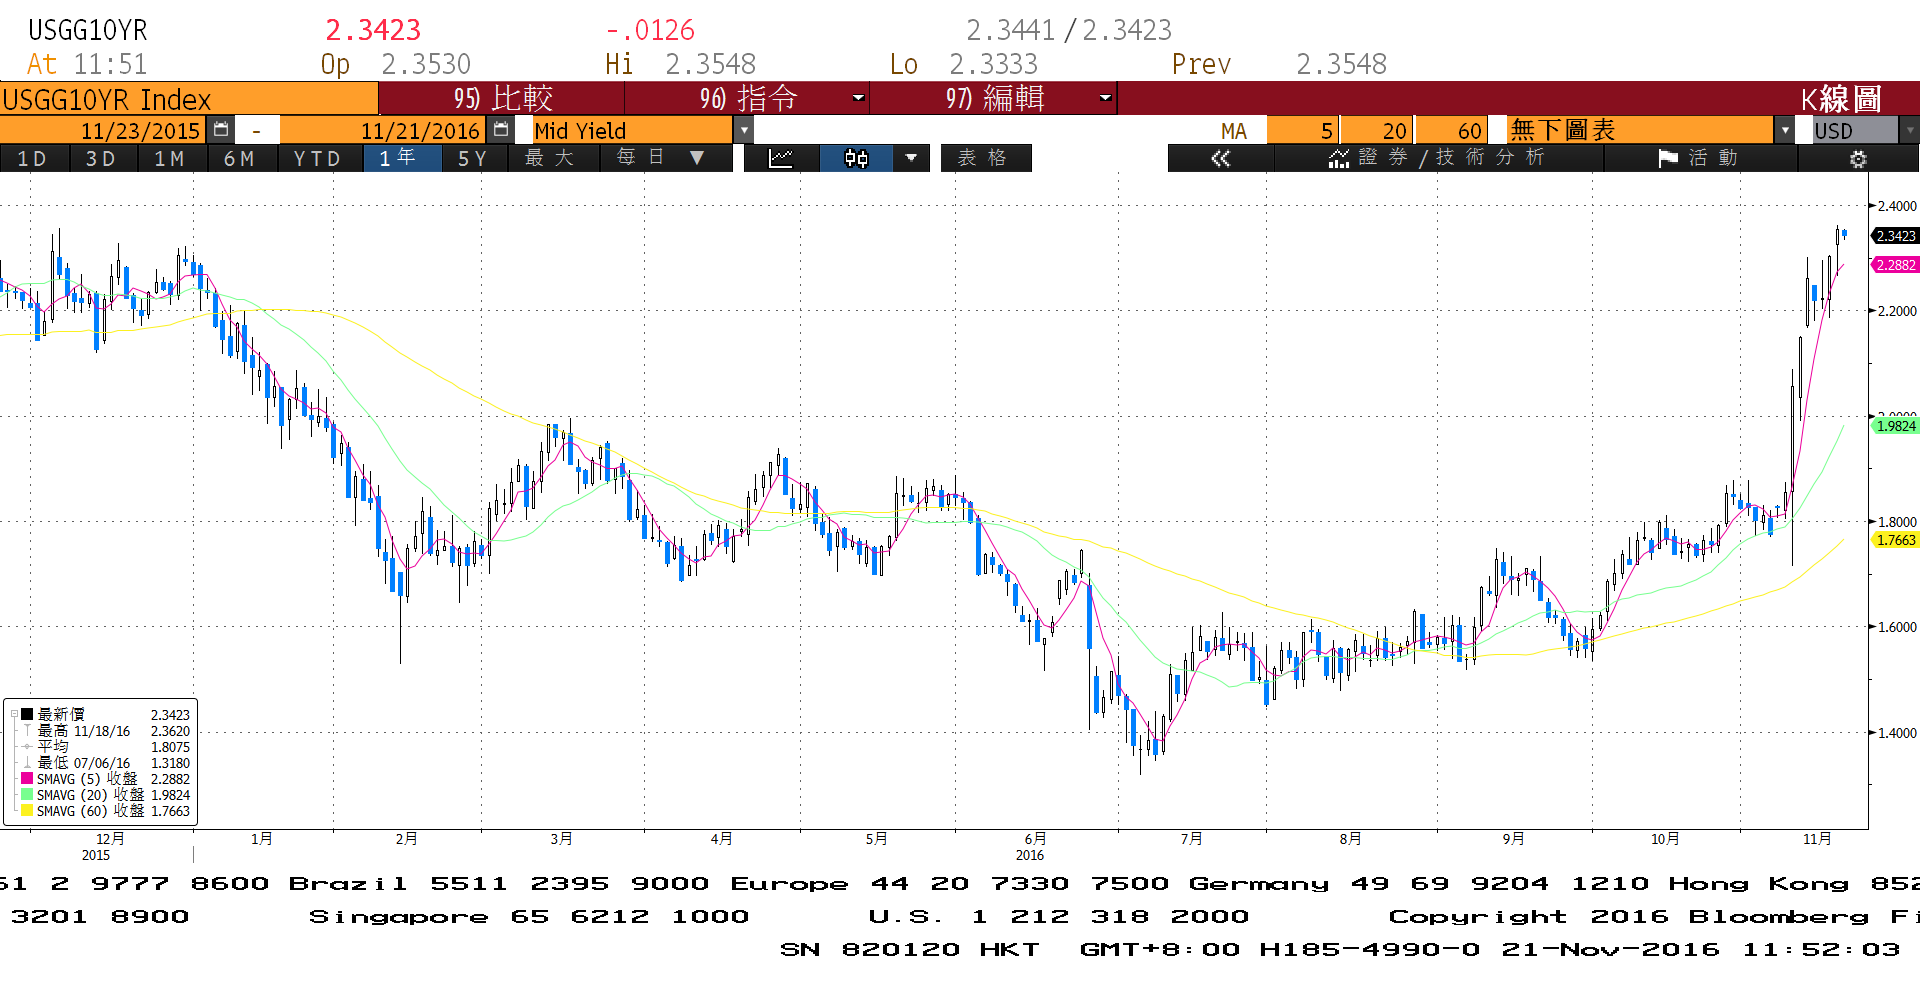 USGG10YR 2.3423 -.0126 2.3441 / 2.3423
At 11:51 Op 2.3530 Hi 2.3548 Lo 2.3333 Prev 2.3548
USGG10YR Index 95) 比較 96) 指令 97) 編輯 K線圖
11/23/2015 - 11/21/2016 Mid Yield MA 5 20 60 無下圖表 USD
1D 3D 1M 6M YTD 1年 5Y 最大 每日 ▼ 表格 « 證券/技術分析 活動
2.4000
2.3423
2.2882
2.2000
2.0000
1.9824
1.8000
1.7663
1.6000
1.4000
最新價 2.3423
最高 11/18/16 2.3620
平均 1.8075
最低 07/06/16 1.3180
SMAVG (5) 收盤 2.2882
SMAVG (20) 收盤 1.9824
SMAVG (60) 收盤 1.7663
12月 1月 2月 3月 4月 5月 6月 7月 8月 9月 10月 11月
2015 2016
61 2 9777 8600 Brazil 5511 2395 9000 Europe 44 20 7330 7500 Germany 49 69 9204 1210 Hong Kong 852
3201 8900 Singapore 65 6212 1000 U.S. 1 212 318 2000 Copyright 2016 Bloomberg Fi
SN 820120 HKT GMT+8:00 H185-4990-0 21-Nov-2016 11:52:03